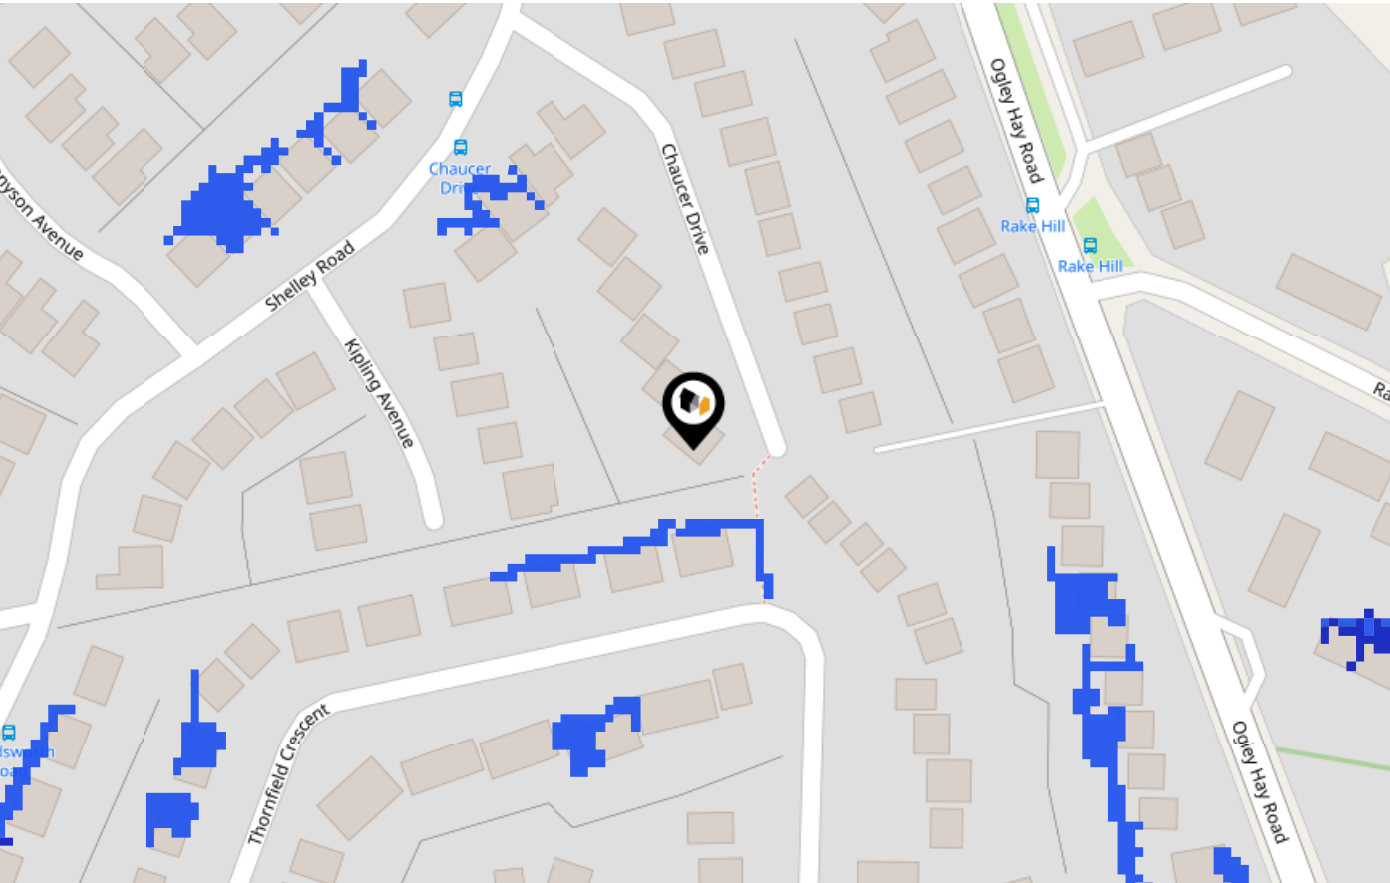 Ogley Hay Road
Chaucer
Drive
Chaucer Drive
Rake Hill
Rake Hill
Shelley Road
Kipling Avenue
Thornfield Crescent
Ogley Hay Road